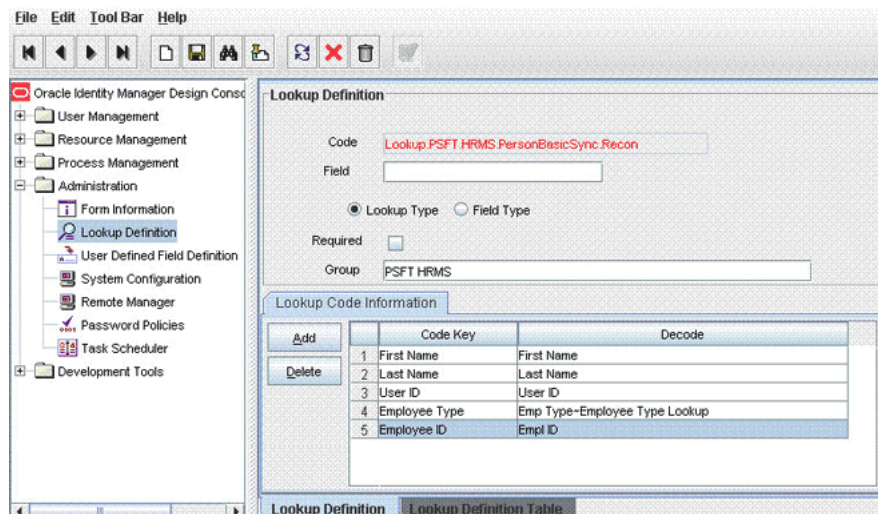 File Edit Tool Bar Help
Oracle Identity Manager Design Conso
User Management
Resource Management
Process Management
Administration
Form Information
Lookup Definition
User Defined Field Definition
System Configuration
Remote Manager
Password Policies
Task Scheduler
Development Tools
Lookup Definition
Code Lookup.PSFT.HRMS.PersonBasicSync.Recon
Field
Lookup Type Field Type
Required
Group PSFT HRMS
Lookup Code Information
Add
Delete
Code Key Decode
1 First Name First Name
2 Last Name Last Name
3 User ID User ID
4 Employee Type Emp Type~Employee Type Lookup
5 Employee ID Empl ID
Lookup Definition Lookup Definition Table